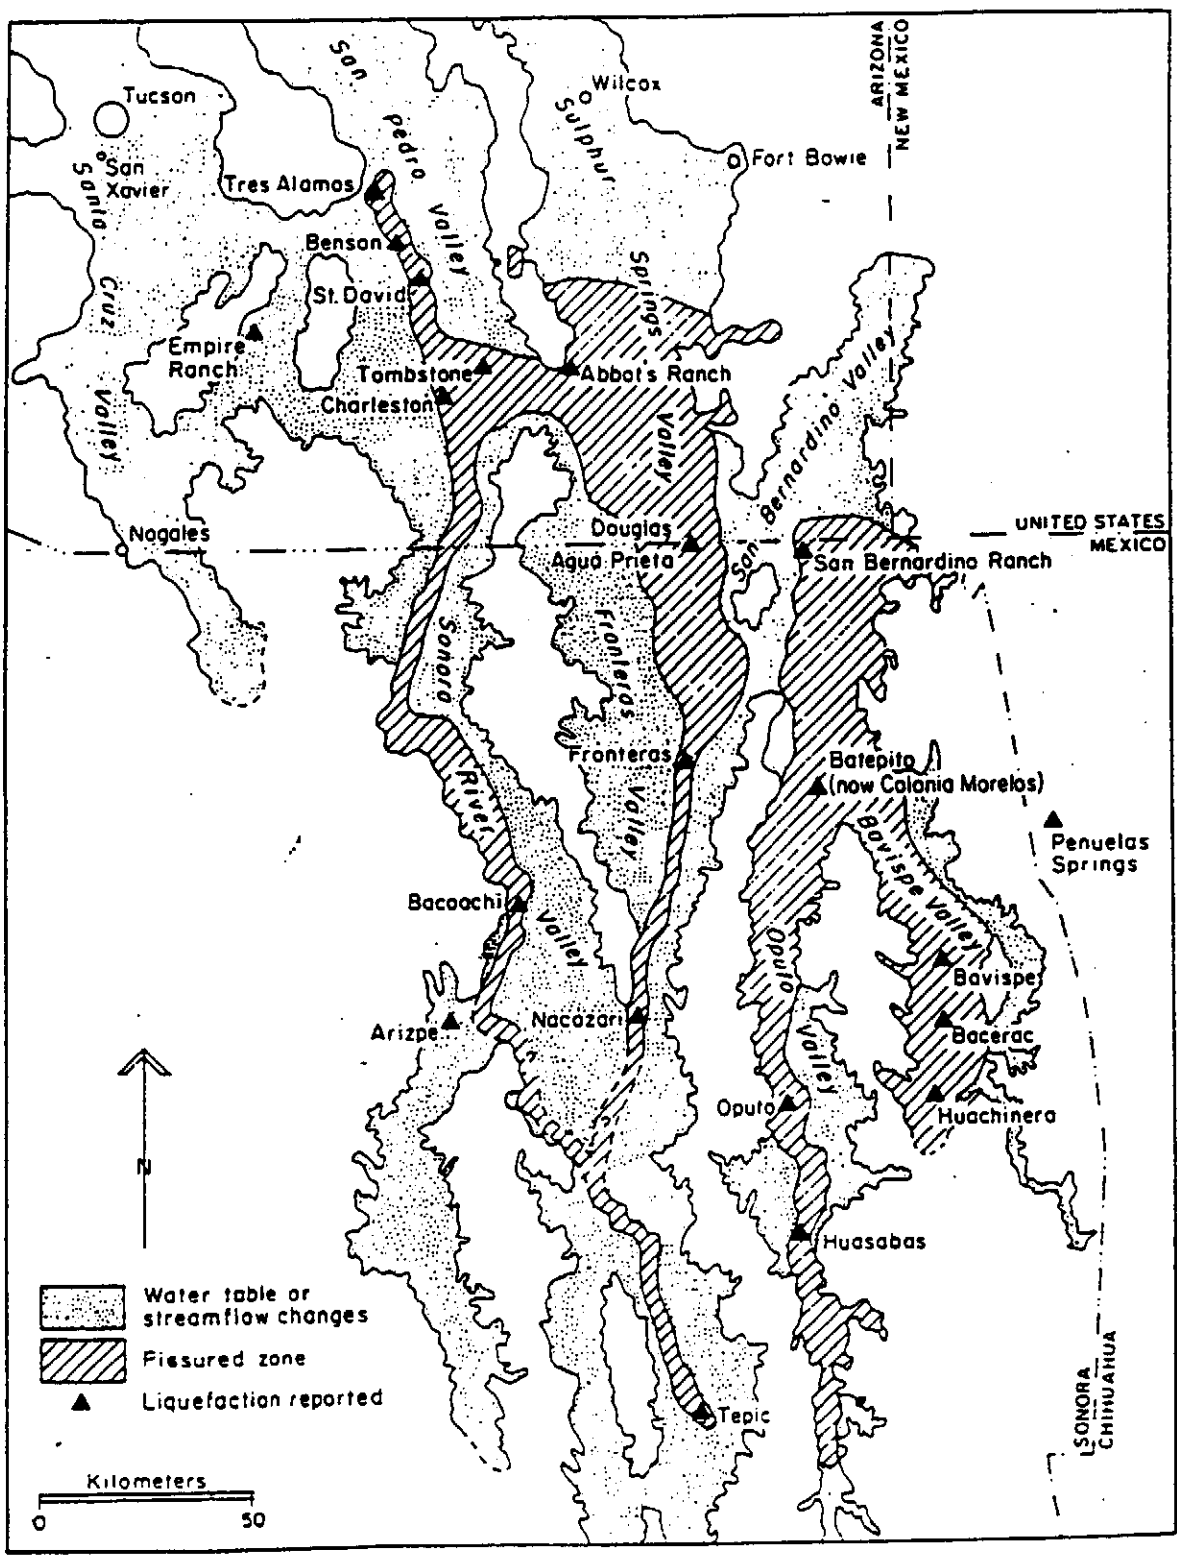 ARIZONA
NEW MEXICO
Tucson
San
Xavier
Santa
Cruz
Valley
San
Pedro
Valley
Wilcox
Sulphur
Springs
Valley
Fort Bowie
Tres Alamos
Benson
St. David
Empire
Ranch
Tombstone
Charleston
Abbot's Ranch
San
Bernardino
Valley
Nogales
Douglas
Agua Prieta
UNITED STATES
MEXICO
San Bernardino Ranch
Sonora
River
Valley
Fronteras
Valley
Fronteras
Batepito
(now Colonia Morelos)
Penuelas
Springs
Bavispe Valley
Bacoachi
Oputo
Valley
Bavispe
Arizpe
Nacozari
Bacerac
Oputo
Huachinera
N
Huasabas
Water table or
streamflow changes
Fissured zone
Liquefaction reported
Tepic
SONORA
CHIHUAHUA
Kilometers
0 50